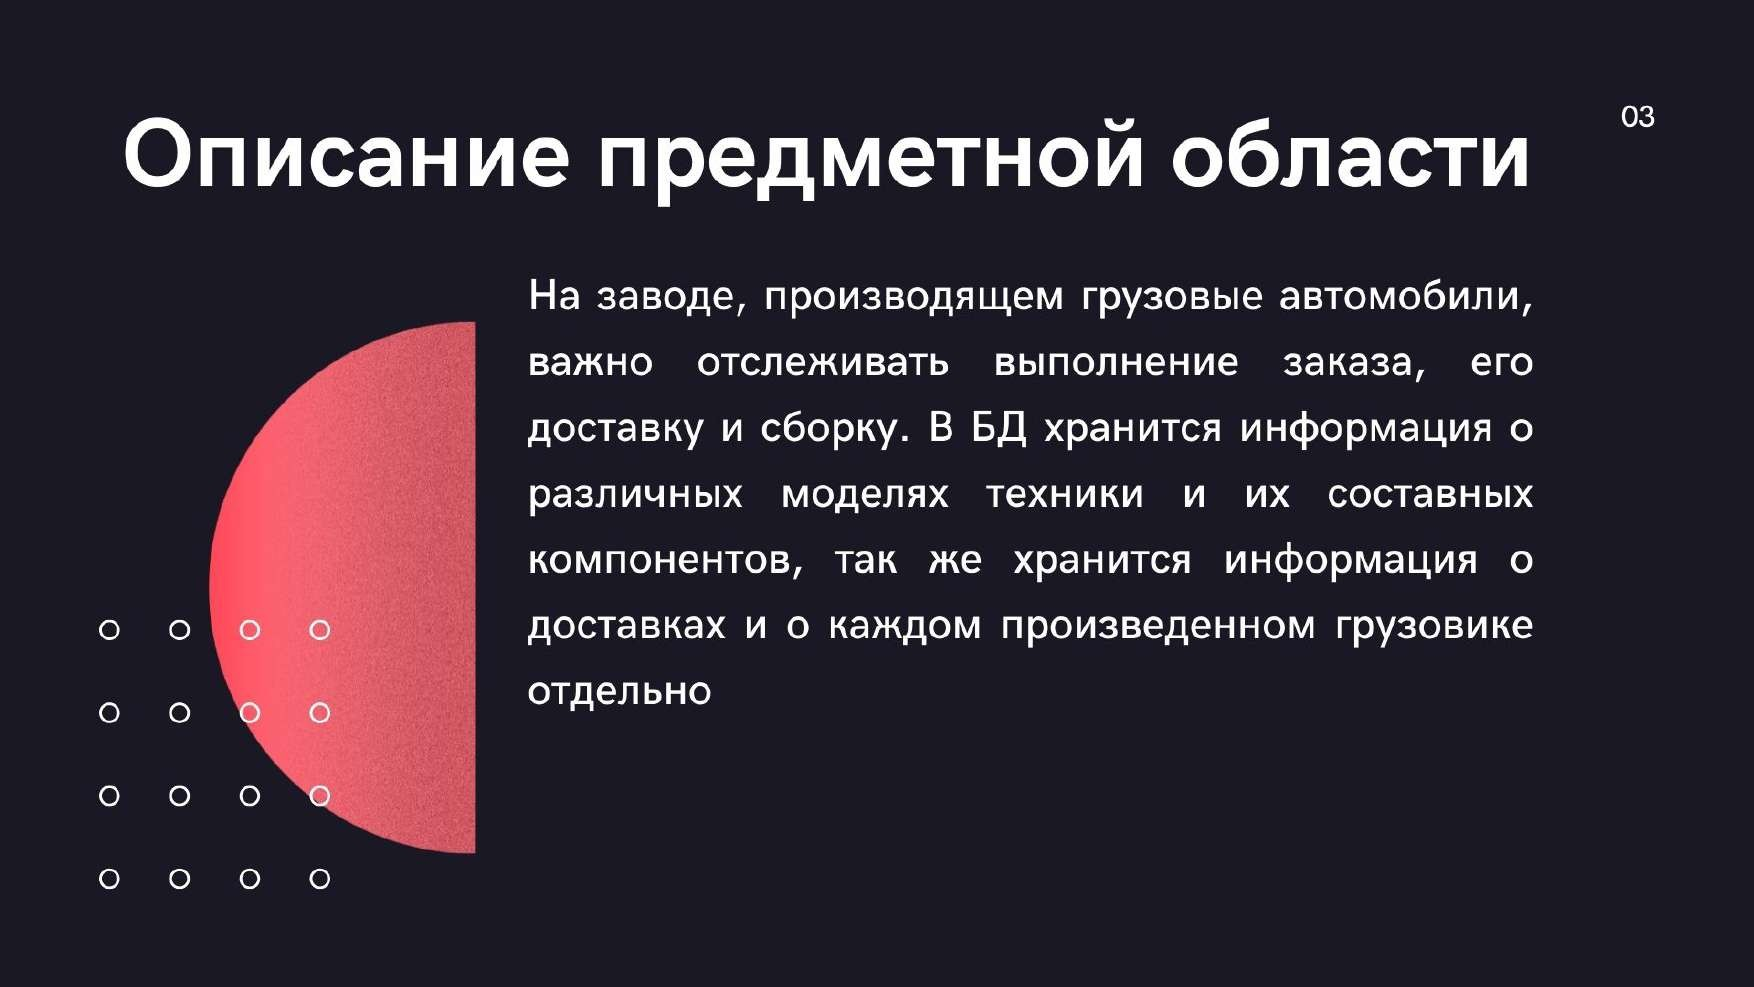 03
Описание предметной области
На заводе, производящем грузовые автомобили,
важно отслеживать выполнение заказа, его
доставку и сборку. В БД хранится информация о
различных моделях техники и их составных
компонентов, так же хранится информация о
доставках и о каждом произведенном грузовике
отдельно